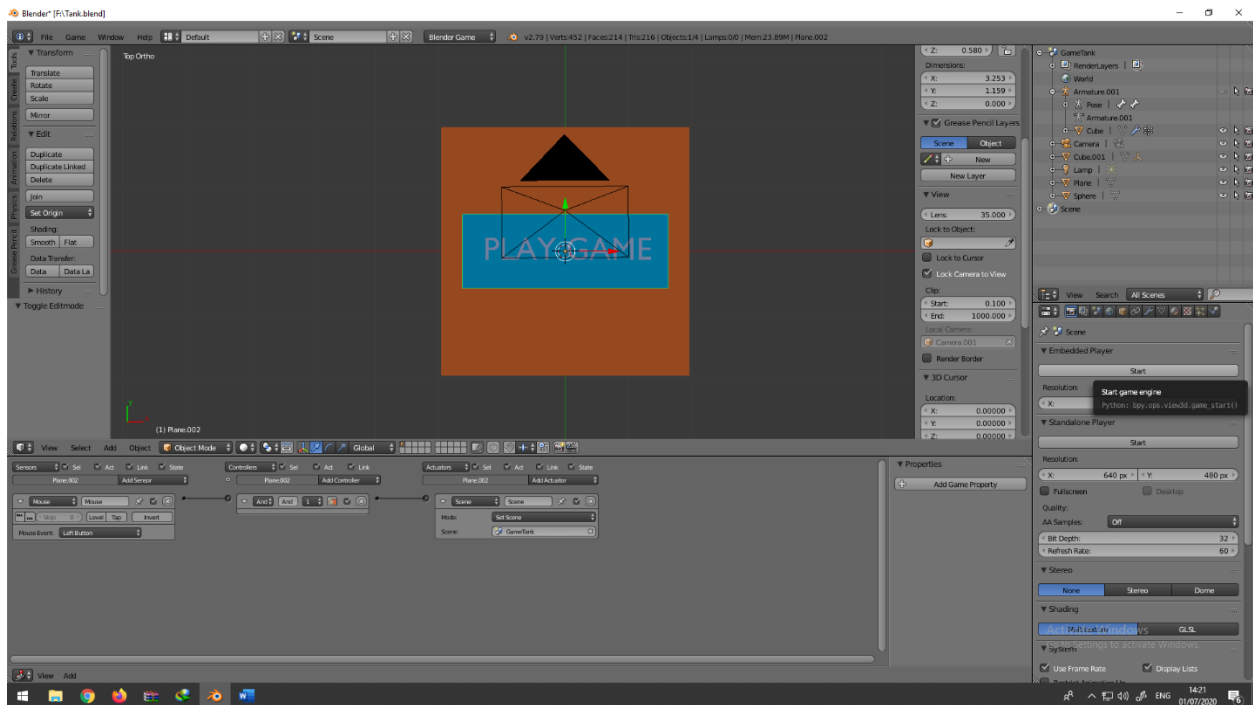 Blender* [F:\Tank.blend]
File Game Window Help Default Scene Blender Game v2.79 | Verts:452 | Faces:214 | Tris:216 | Objects:1/4 | Lamps:0/0 | Mem:23.89M | Plane.002
Tools
Create
Relations
Animation
Physics
Grease Pencil
Transform
Translate
Rotate
Scale
Mirror
Edit
Duplicate
Duplicate Linked
Delete
Join
Set Origin
Shading:
Smooth Flat
Data Transfer:
Data Data La
History
Toggle Editmode
Top Ortho
PLAY GAME
(1) Plane.002
View Select Add Object Object Mode Global
Z: 0.580
Dimensions:
X: 3.253
Y: 1.159
Z: 0.000
Grease Pencil Layers
Scene Object
New
New Layer
View
Lens: 35.000
Lock to Object:
Lock to Cursor
Lock Camera to View
Clip:
Start: 0.100
End: 1000.000
Local Camera:
Camera.001
Render Border
3D Cursor
Location:
X: 0.00000
Y: 0.00000
Z: 0.00000
GameTank
RenderLayers |
World
Armature.001
Pose |
Armature.001
Cube |
Camera |
Cube.001 |
Lamp |
Plane |
Sphere |
Scene
View Search All Scenes
Scene
Embedded Player
Start
Resolution:
X:
Start game engine
Python: bpy.ops.view3d.game_start()
Standalone Player
Start
Resolution:
X: 640 px Y: 480 px
Fullscreen Desktop
Quality:
AA Samples: Off
Bit Depth: 32
Refresh Rate: 60
Stereo
None Stereo Dome
Shading
Multitexture GLSL
Activate Windows
Go to Settings to activate Windows.
System
Use Frame Rate Display Lists
Sensors Sel Act Link State Controllers Sel Act Link Actuators Sel Act Link State
Plane.002 Add Sensor Plane.002 Add Controller Plane.002 Add Actuator
Mouse Mouse And And 1 Scene Scene
Skip 0 Level Tap Invert
Mode: Set Scene
Mouse Event: Left Button
Scene: GameTank
Properties
Add Game Property
View Add
ENG
14:21
01/07/2020